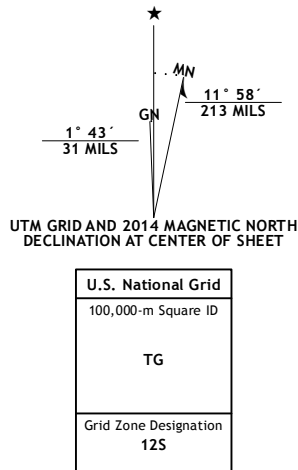 ★
MN
GN
11° 58´
213 MILS
1° 43´
31 MILS
UTM GRID AND 2014 MAGNETIC NORTH
DECLINATION AT CENTER OF SHEET
U.S. National Grid
100,000-m Square ID
TG
Grid Zone Designation
12S